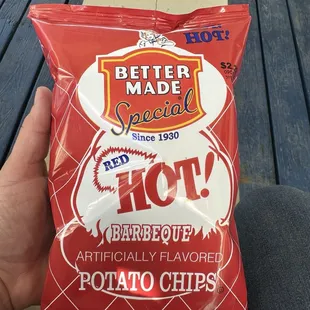 HOT!
BETTER
MADE
Special
Since 1930
RED
HOT!
BARBEQUE
ARTIFICIALLY FLAVORED
POTATO CHIPS